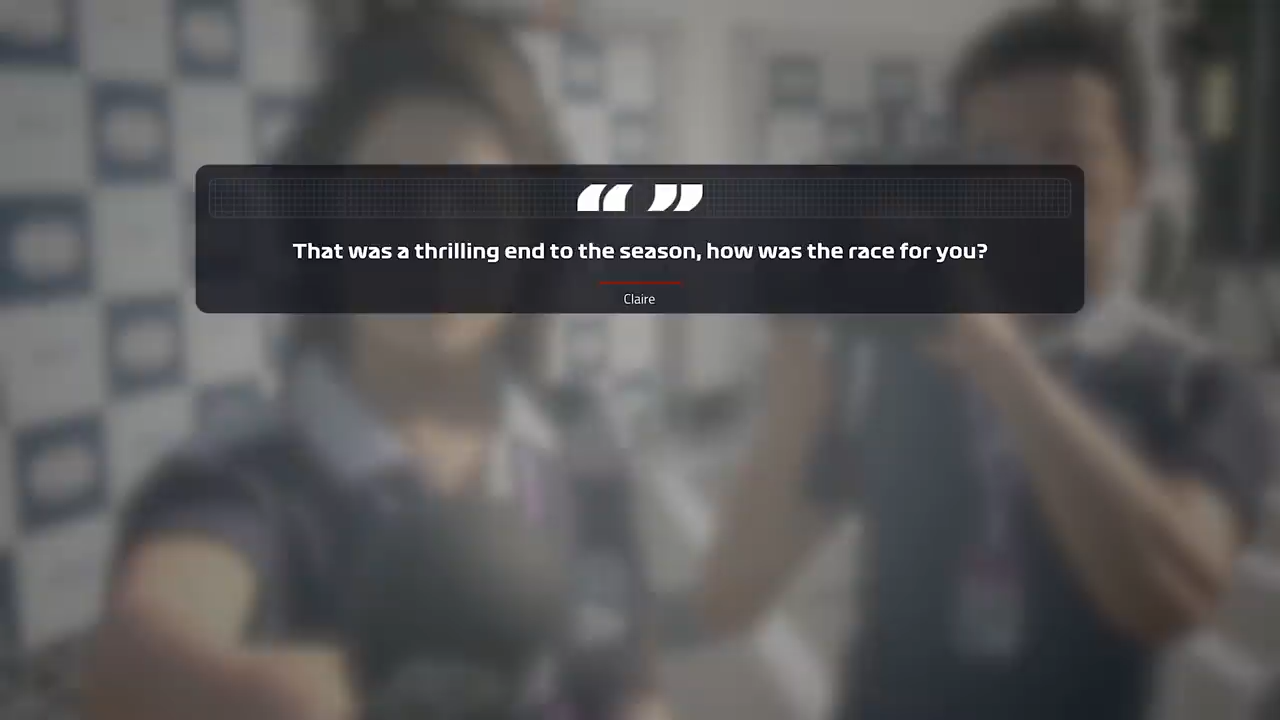 That was a thrilling end to the season, how was the race for you?
Claire